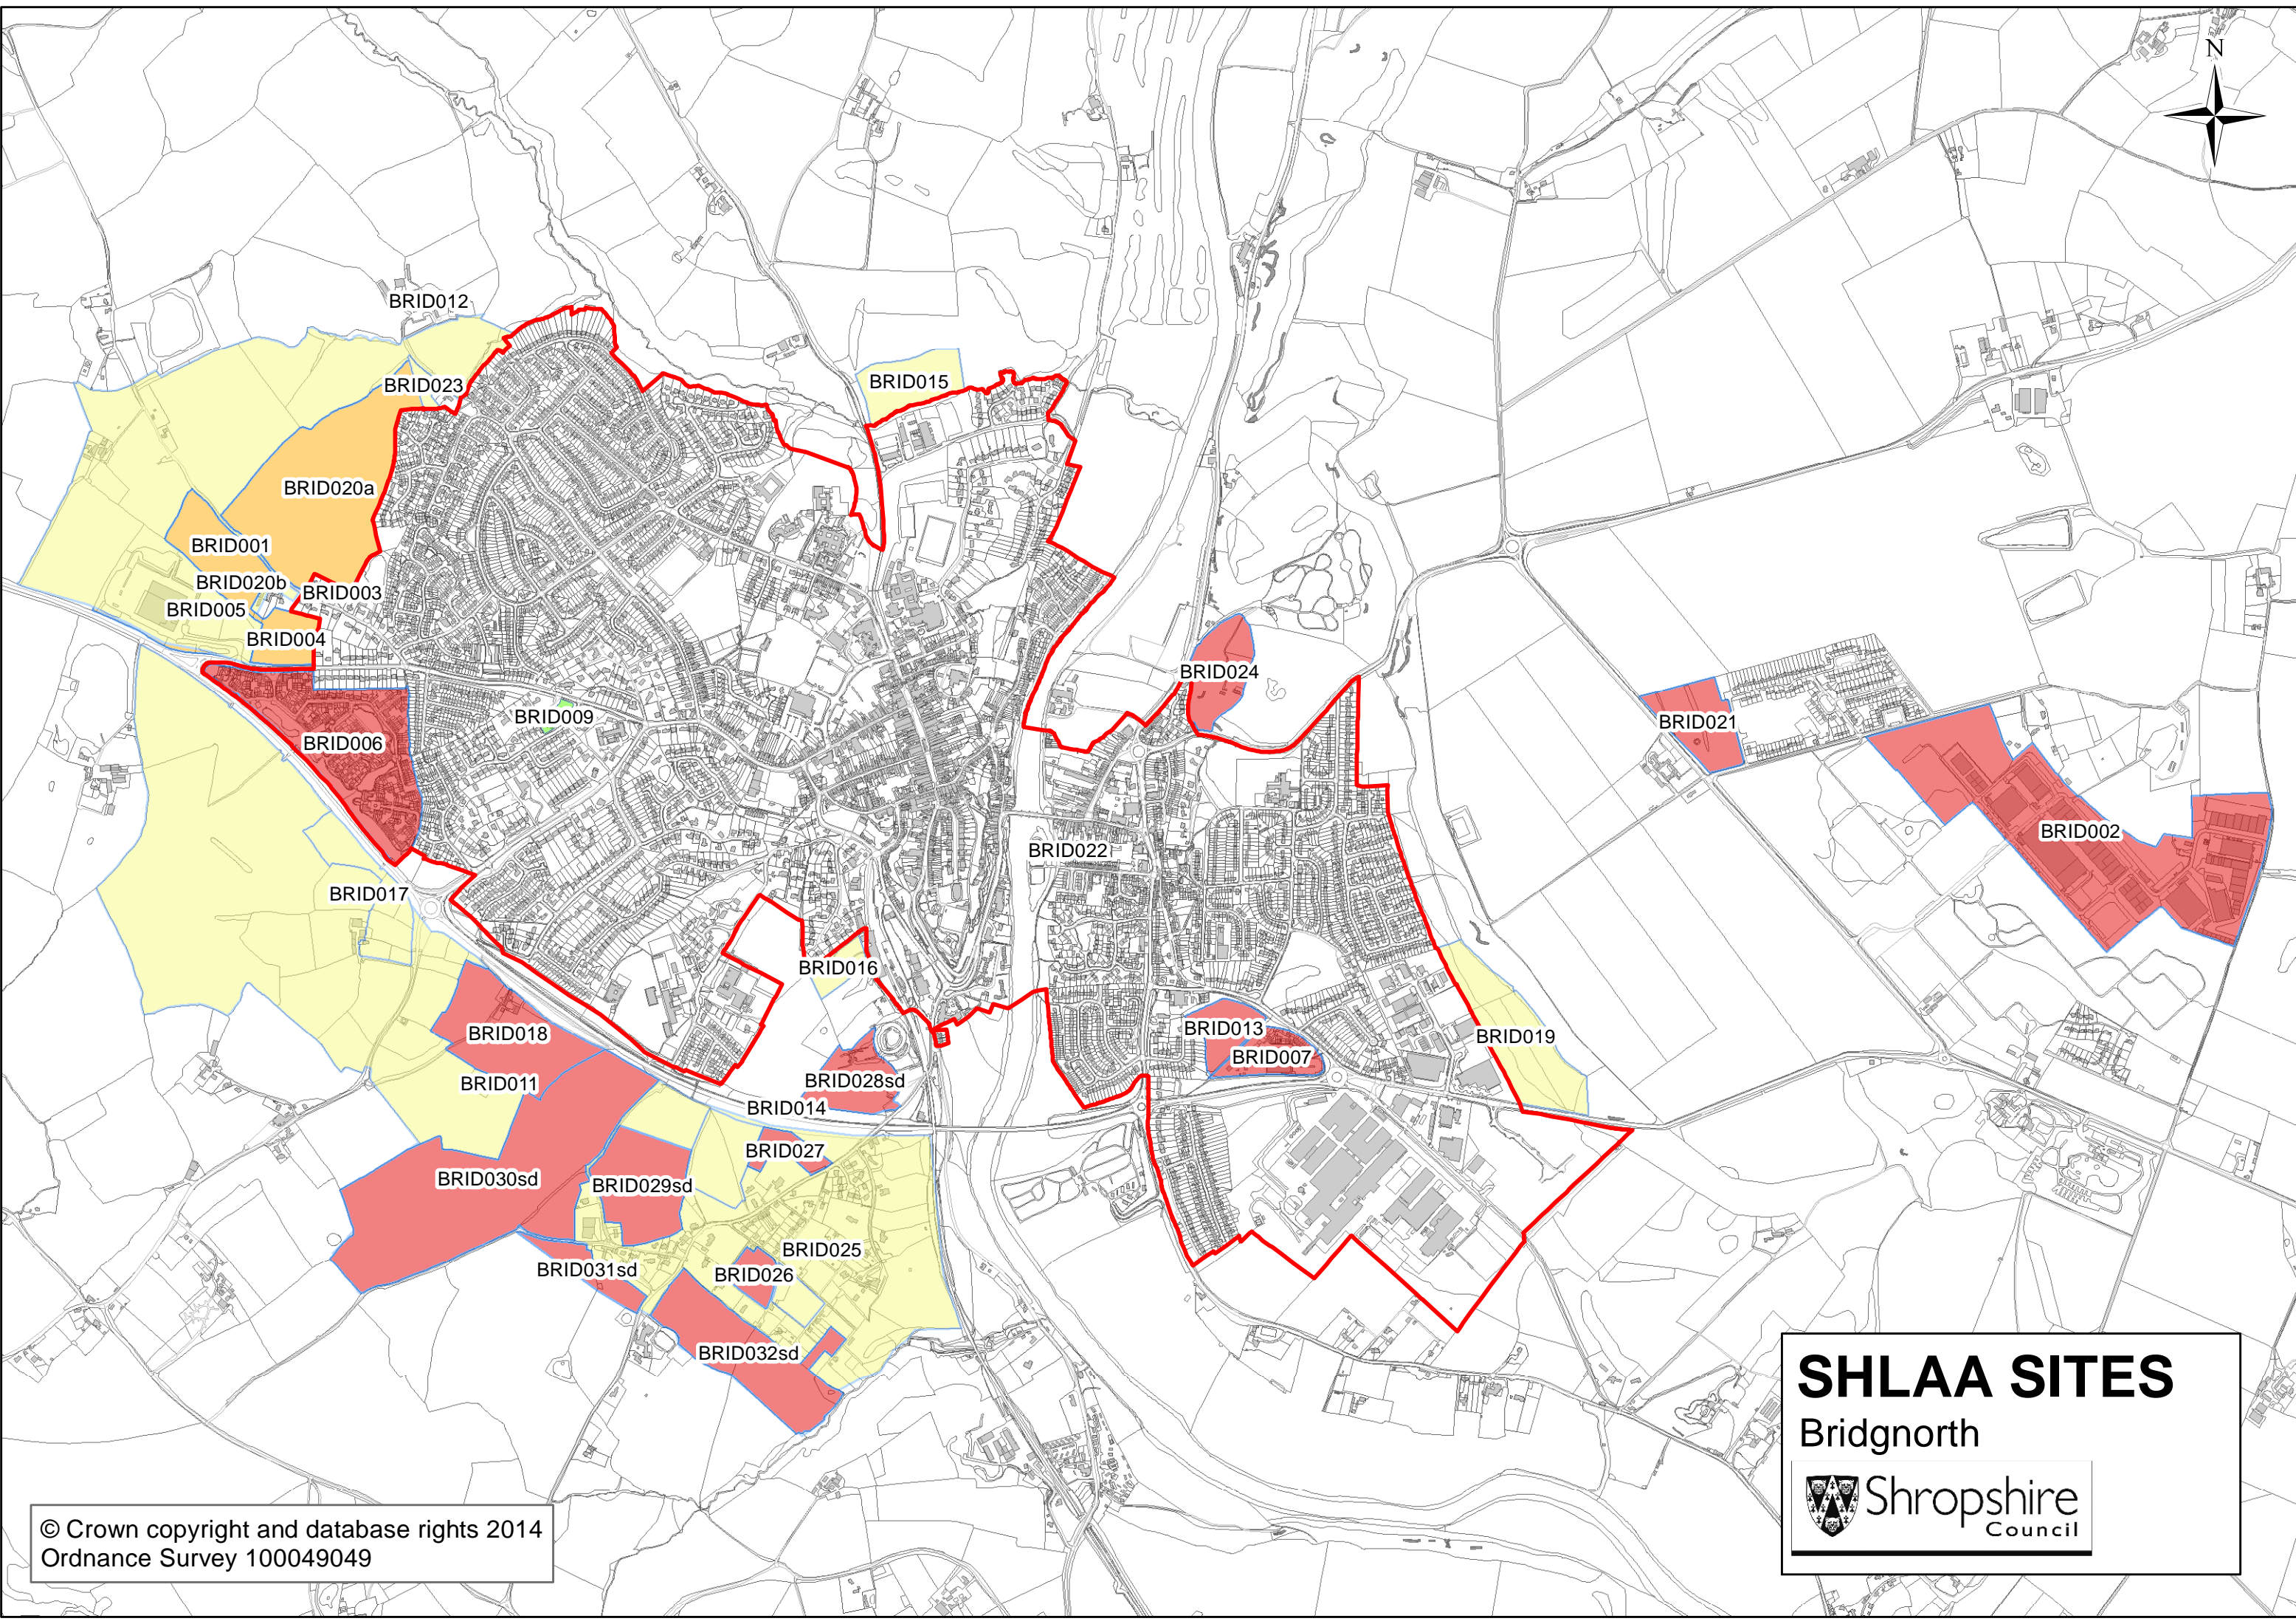 N
BRID012
BRID023
BRID015
BRID020a
BRID001
BRID020b
BRID003
BRID005
BRID004
BRID024
BRID009
BRID021
BRID006
BRID002
BRID022
BRID017
BRID016
BRID013
BRID018
BRID019
BRID007
BRID011
BRID028sd
BRID014
BRID027
BRID030sd
BRID029sd
BRID025
BRID031sd
BRID026
BRID032sd
SHLAA SITES
Bridgnorth
Shropshire
Council
© Crown copyright and database rights 2014
Ordnance Survey 100049049